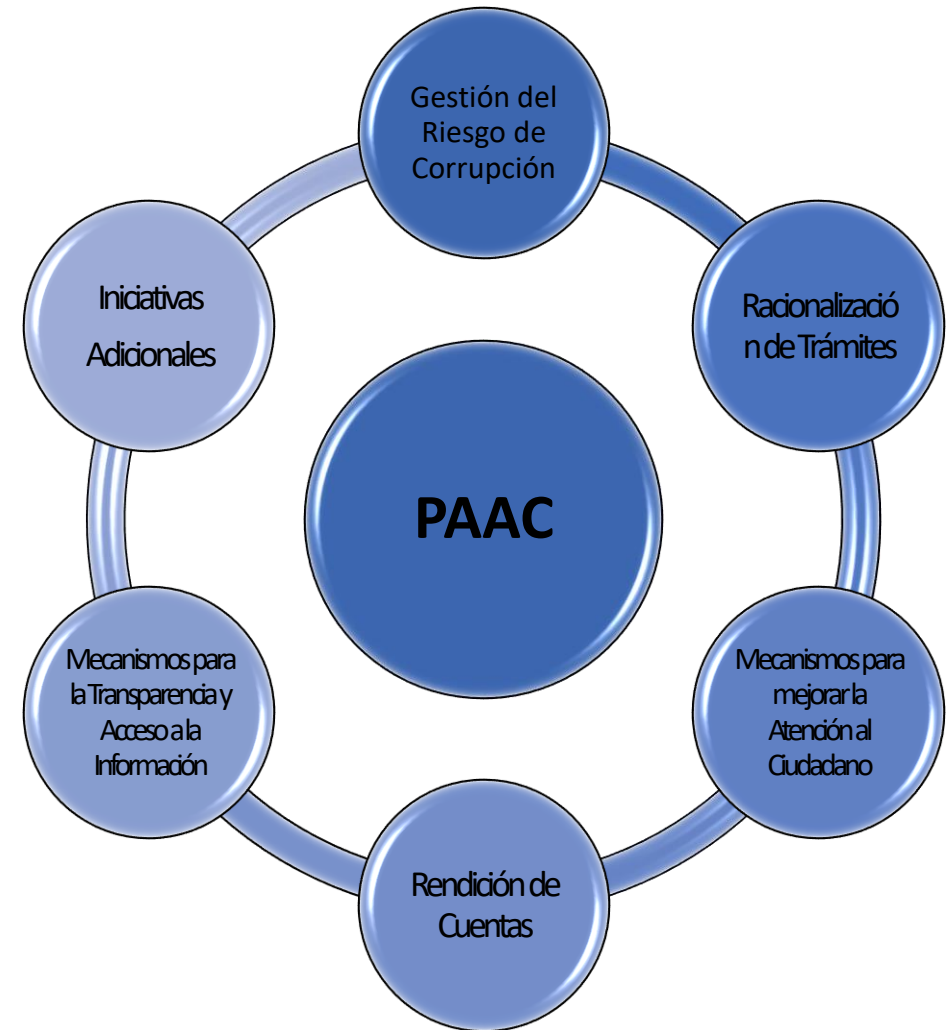 Gestión del
Riesgo de
Corrupción
Racionalizació
n de Trámites
Mecanismos para
mejorar la
Atención al
Ciudadano
Rendición de
Cuentas
Mecanismos para
la Transparencia y
Acceso a la
Información
Iniciativas
Adicionales
PAAC